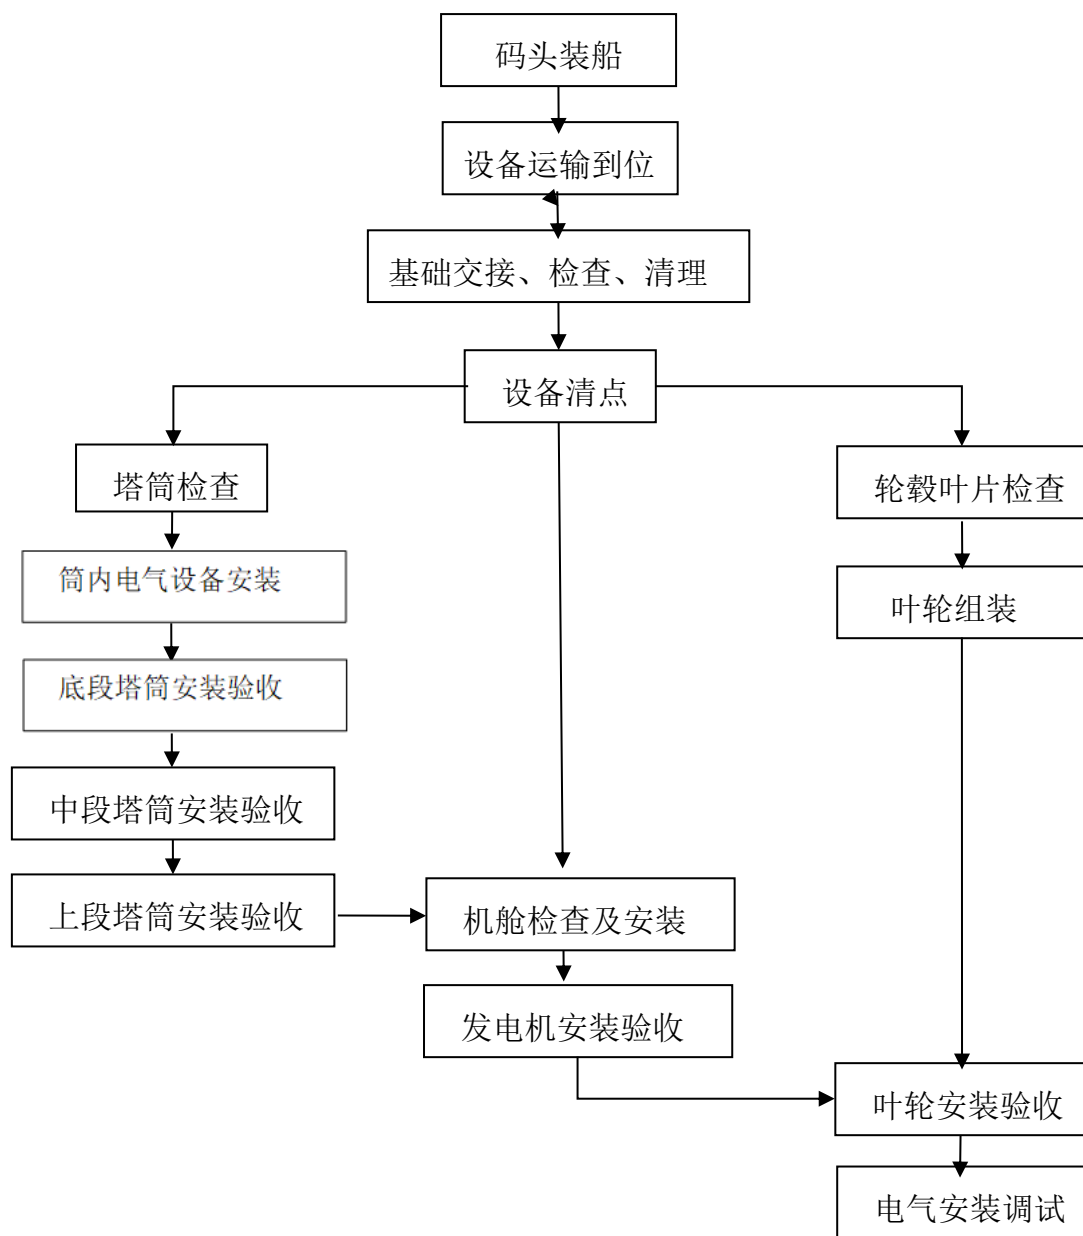 码头装船
设备运输到位
基础交接、检查、清理
设备清点
塔筒检查
轮毂叶片检查
筒内电气设备安装
叶轮组装
底段塔筒安装验收
中段塔筒安装验收
上段塔筒安装验收
机舱检查及安装
发电机安装验收
叶轮安装验收
电气安装调试